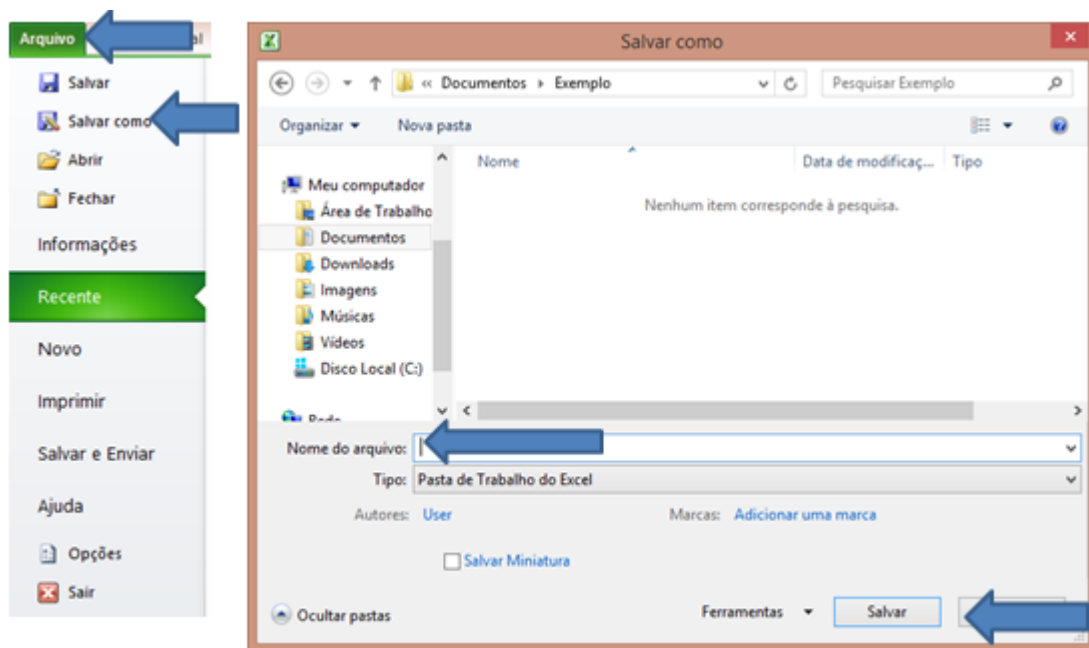 Arquivo
Salvar
Salvar como
Abrir
Fechar
Informações
Recente
Novo
Imprimir
Salvar e Enviar
Ajuda
Opções
Sair
Salvar como
« Documentos Exemplo
Pesquisar Exemplo
Organizar Nova pasta
Nome Data de modificaç... Tipo
Nenhum item corresponde à pesquisa.
Meu computador
Área de Trabalho
Documentos
Downloads
Imagens
Músicas
Vídeos
Disco Local (C:)
Nome do arquivo:
Tipo: Pasta de Trabalho do Excel
Autores: User Marcas: Adicionar uma marca
Salvar Miniatura
Ocultar pastas Ferramentas Salvar